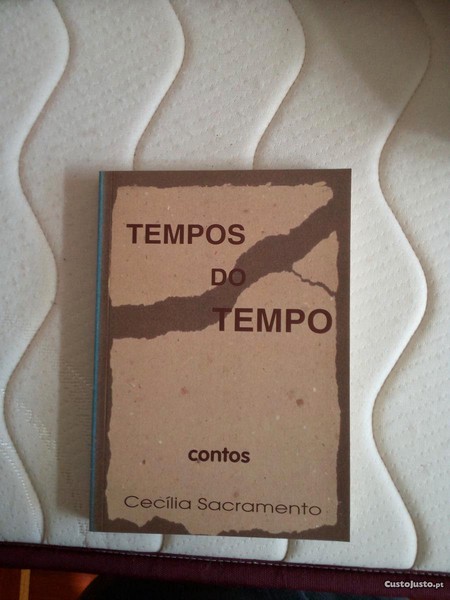 TEMPOS
DO
TEMPO
contos
Cecília Sacramento
CustoJusto.pt